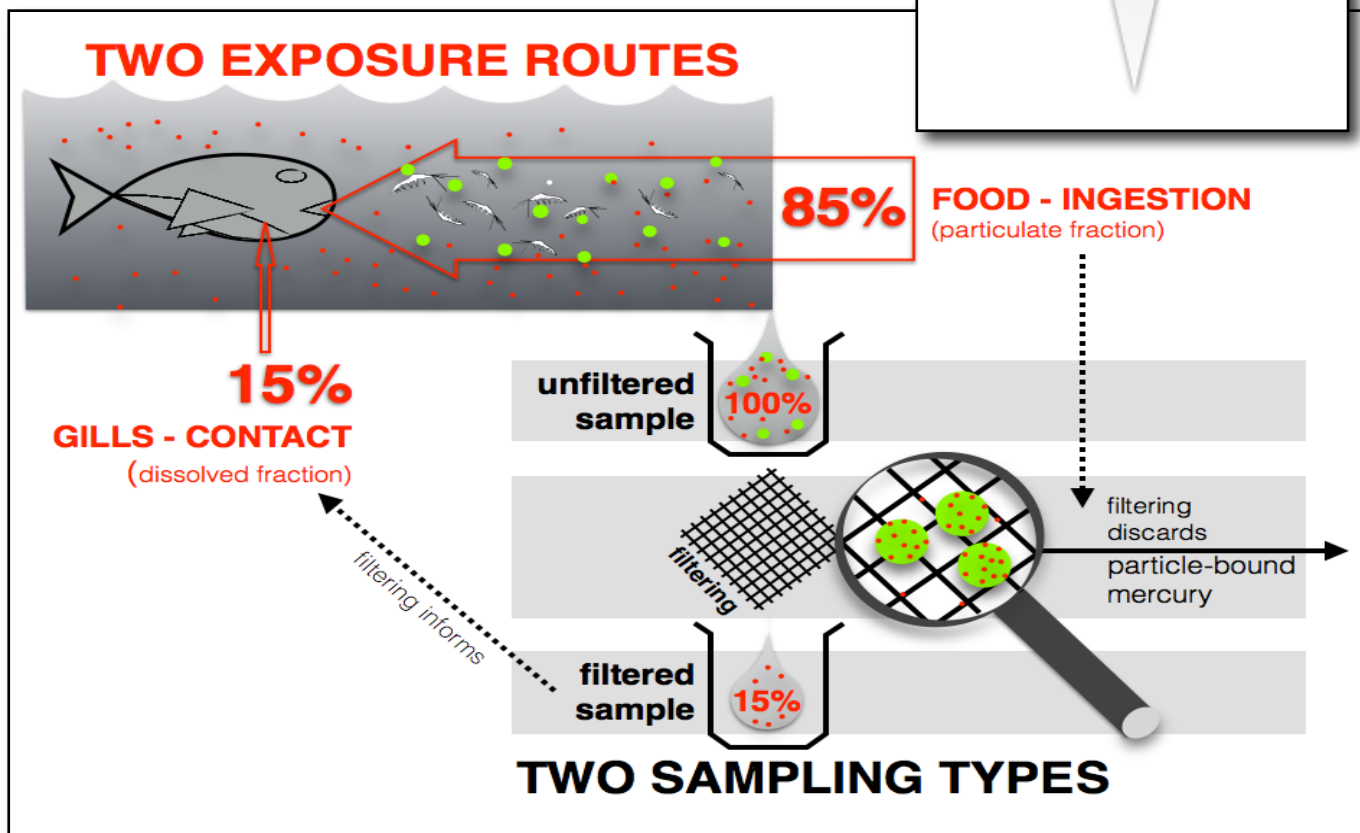 TWO EXPOSURE ROUTES
85%
FOOD - INGESTION
(particulate fraction)
15%
GILLS - CONTACT
(dissolved fraction)
unfiltered
sample
100%
filtering
filtering
discards
particle-bound
mercury
filtering informs
filtered
sample
15%
TWO SAMPLING TYPES